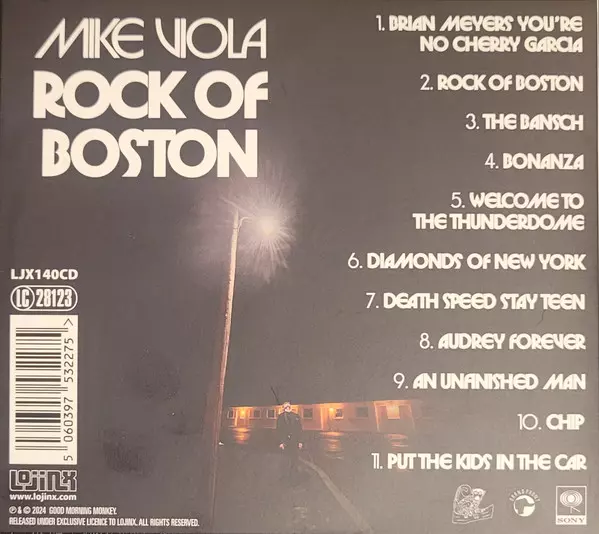 MIKE VIOLA
ROCK OF
BOSTON
1. BRIAN MEYERS YOU'RE
NO CHERRY GARCIA
2. ROCK OF BOSTON
3. THE BANSCH
4. BONANZA
5. WELCOME TO
THE THUNDERDOME
6. DIAMONDS OF NEW YORK
7. DEATH SPEED STAY TEEN
8. AUDREY FOREVER
9. AN UNFINISHED MAN
10. CHIP
11. PUT THE KIDS IN THE CAR
LJX140CD
LC 28123
5 060397 532275 >
LOJINX
www.lojinx.com
℗ & © 2024 GOOD MORNING MONKEY.
RELEASED UNDER EXCLUSIVE LICENCE TO LOJINX. ALL RIGHTS RESERVED.
SONY